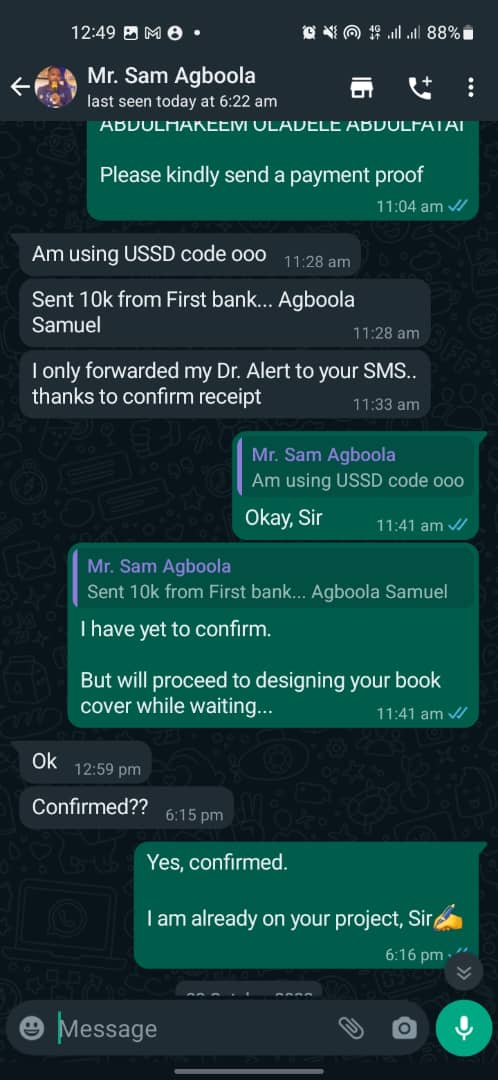 12:49
4G
88%
Mr. Sam Agboola
last seen today at 6:22 am
ABDULHAKEEM OLADELE ABDULFATAI
Please kindly send a payment proof
11:04 am
Am using USSD code ooo
11:28 am
Sent 10k from First bank... Agboola
Samuel
11:28 am
I only forwarded my Dr. Alert to your SMS..
thanks to confirm receipt
11:33 am
Mr. Sam Agboola
Am using USSD code ooo
Okay, Sir
11:41 am
Mr. Sam Agboola
Sent 10k from First bank... Agboola Samuel
I have yet to confirm.
But will proceed to designing your book
cover while waiting...
11:41 am
Ok
12:59 pm
Confirmed??
6:15 pm
Yes, confirmed.
I am already on your project, Sir✍️
6:16 pm
Message